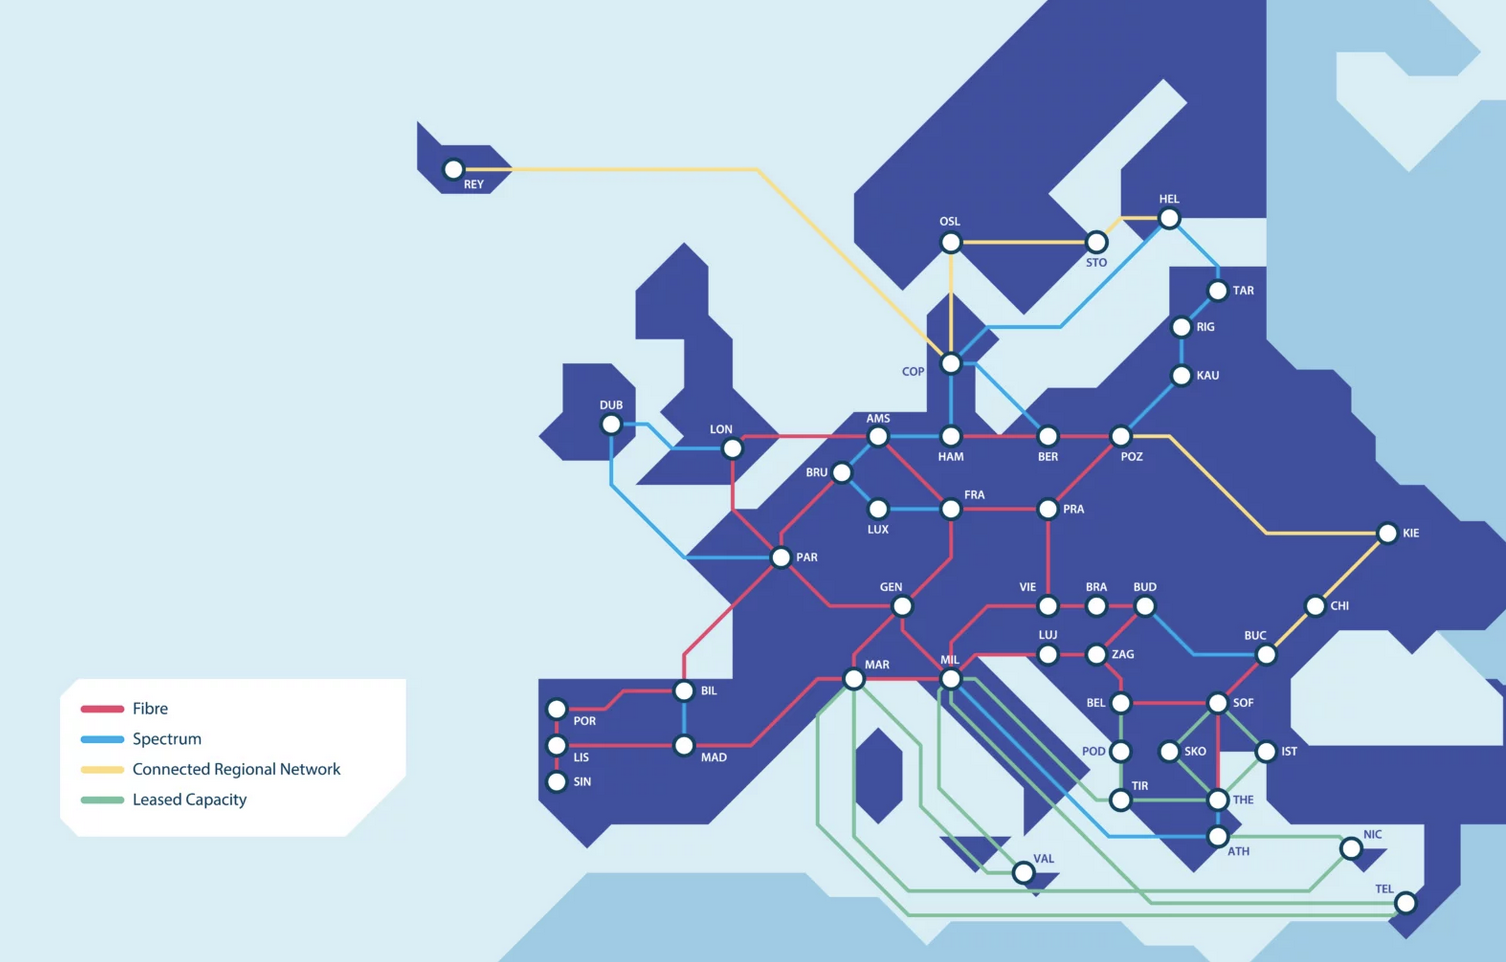 REY
OSL
HEL
STO
TAR
RIG
COP
KAU
DUB
AMS
LON
HAM
BER
POZ
BRU
FRA
LUX
PRA
KIE
PAR
GEN
VIE
BRA
BUD
CHI
LUJ
BUC
ZAG
MAR
MIL
BIL
BEL
SOF
POR
POD
SKO
IST
LIS
MAD
SIN
TIR
THE
NIC
ATH
VAL
TEL
Fibre
Spectrum
Connected Regional Network
Leased Capacity